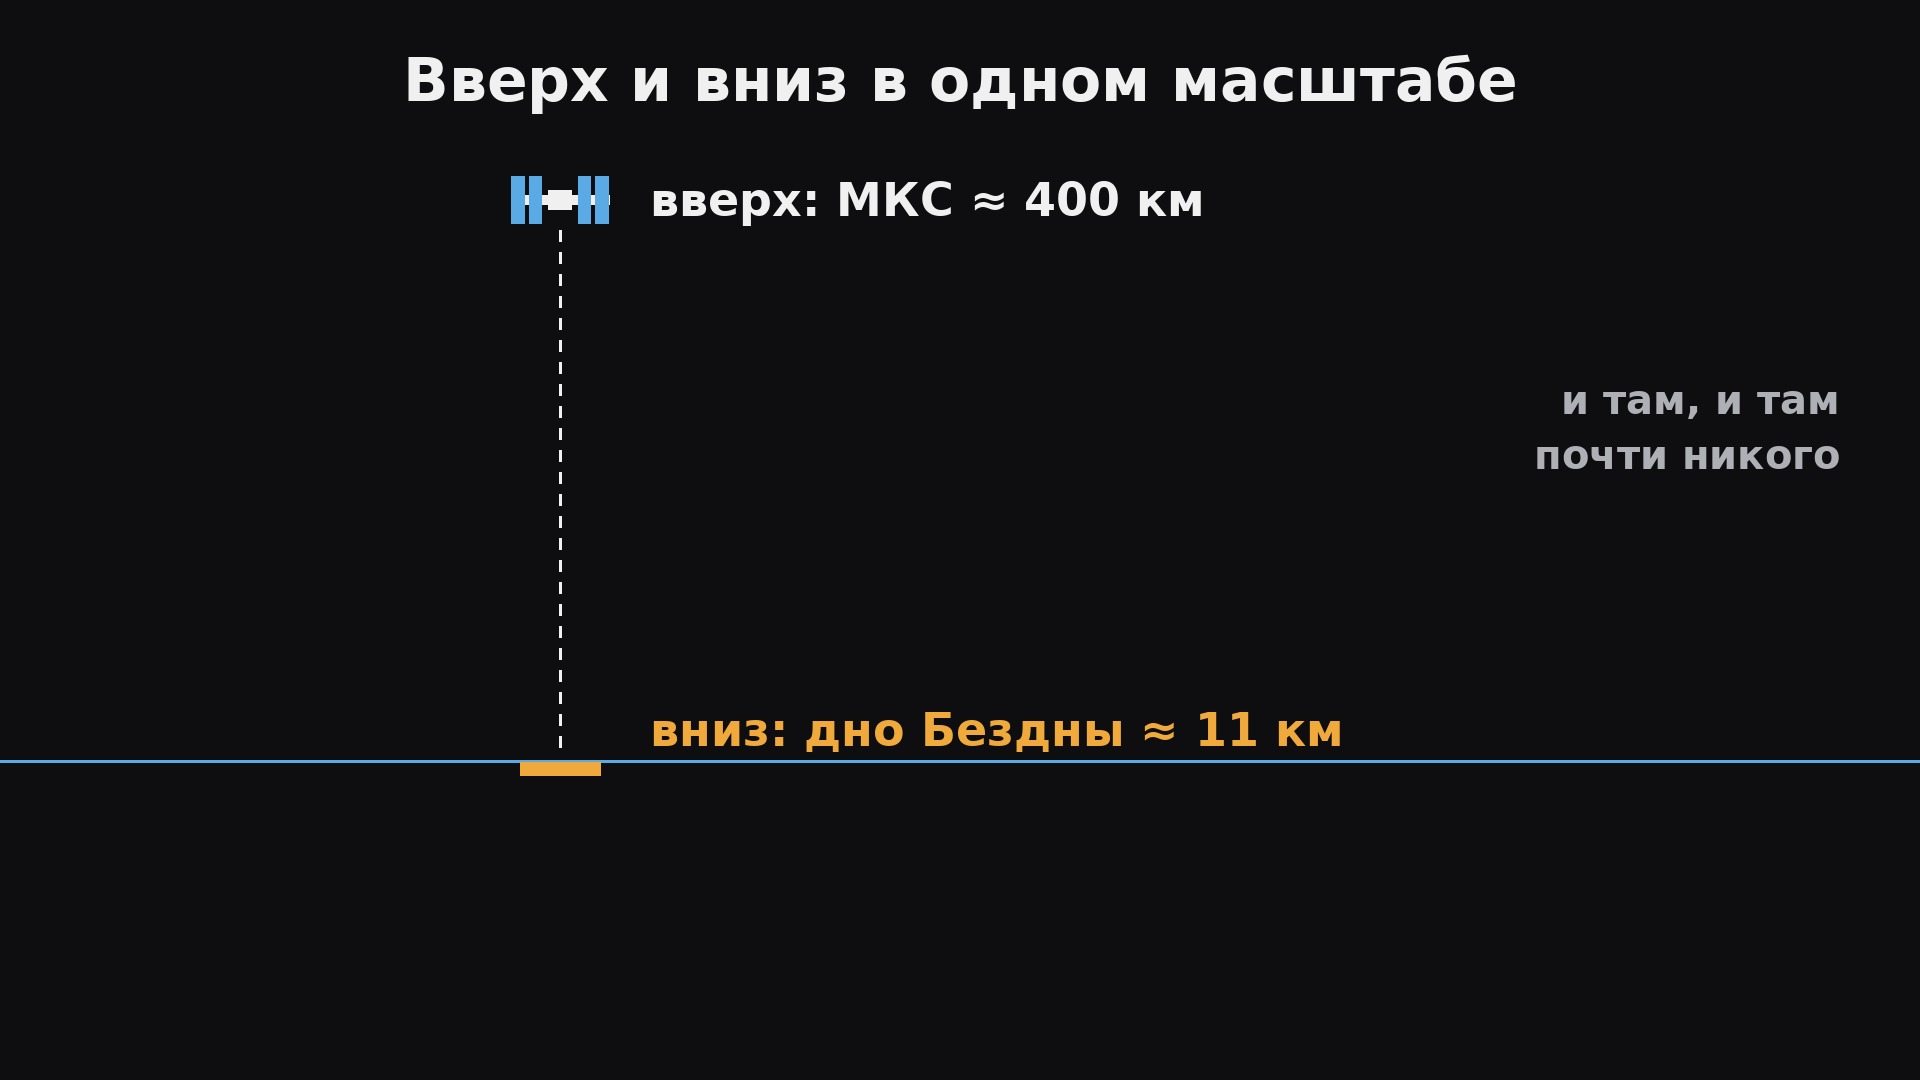 Вверх и вниз в одном масштабе
вверх: МКС ≈ 400 км
и там, и там
почти никого
вниз: дно Бездны ≈ 11 км